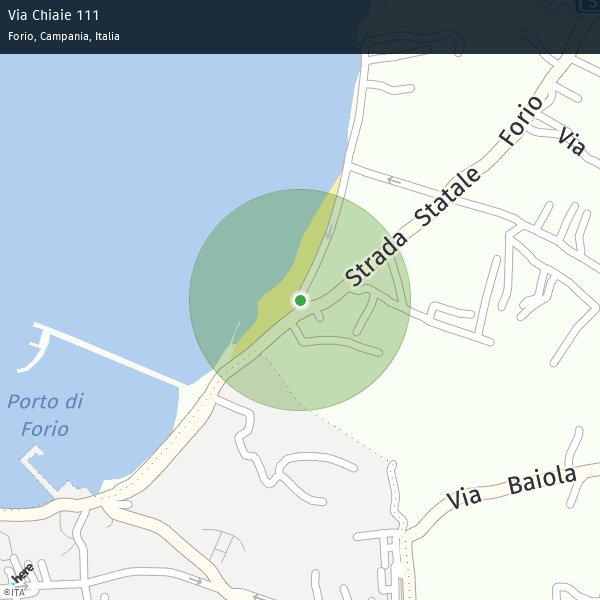 Via Chiaie 111
Forio, Campania, Italia
Forio
Via
Statale
Strada
Porto di
Forio
Via Baiola
here
©ITA